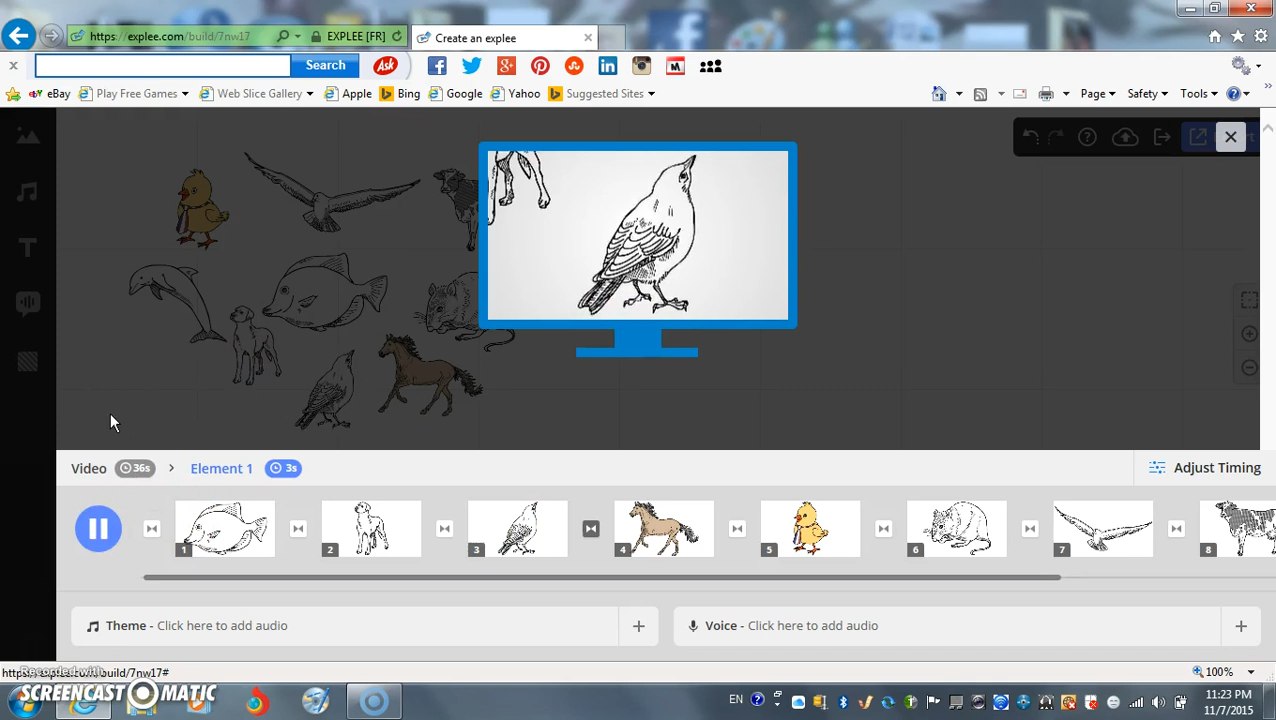 https://explee.com/build/7nw17
EXPLEE [FR]
Create an explee
Search
Ask
eBay
Play Free Games
Web Slice Gallery
Apple
Bing
Google
Yahoo
Suggested Sites
Page
Safety
Tools
Video 36s
Element 1 3s
Adjust Timing
1 2 3 4 5 6 7 8
Theme - Click here to add audio
Voice - Click here to add audio
https://explee.com/build/7nw17#
100%
Recorded with
SCREENCAST-O-MATIC
EN
11:23 PM
11/7/2015